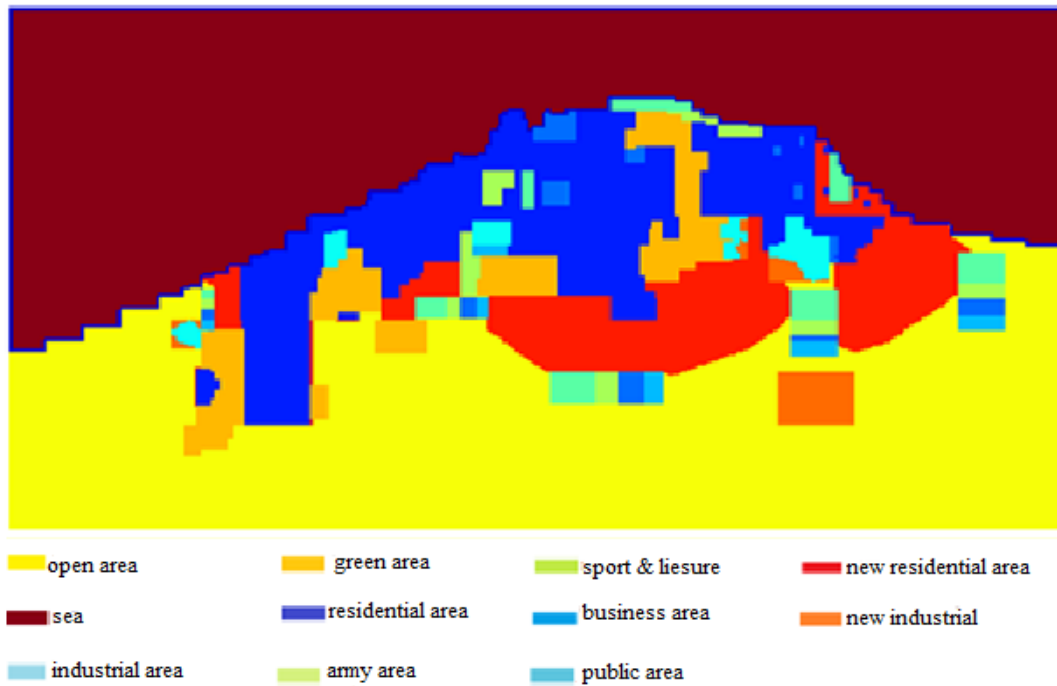 open area
green area
sport & liesure
new residential area
sea
residential area
business area
new industrial
industrial area
army area
public area